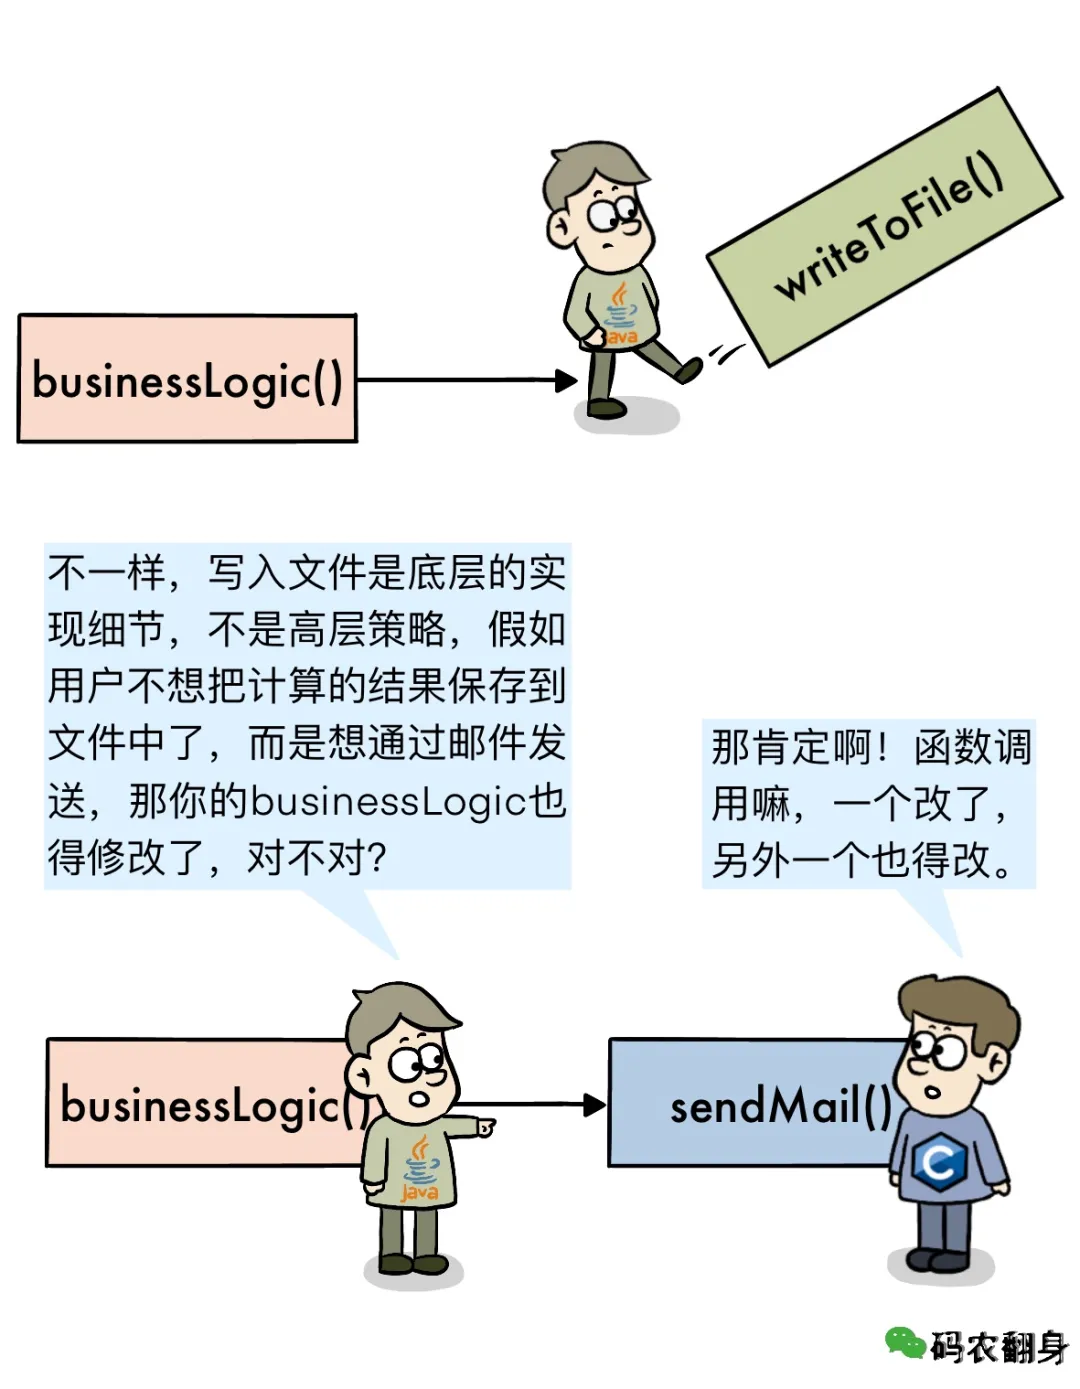 writeToFile()
java
businessLogic()
不一样，写入文件是底层的实
现细节，不是高层策略，假如
用户不想把计算的结果保存到
文件中了，而是想通过邮件发
送，那你的businessLogic也
得修改了，对不对？
那肯定啊！函数调
用嘛，一个改了，
另外一个也得改。
businessLogic()
sendMail()
java
C
码农翻身